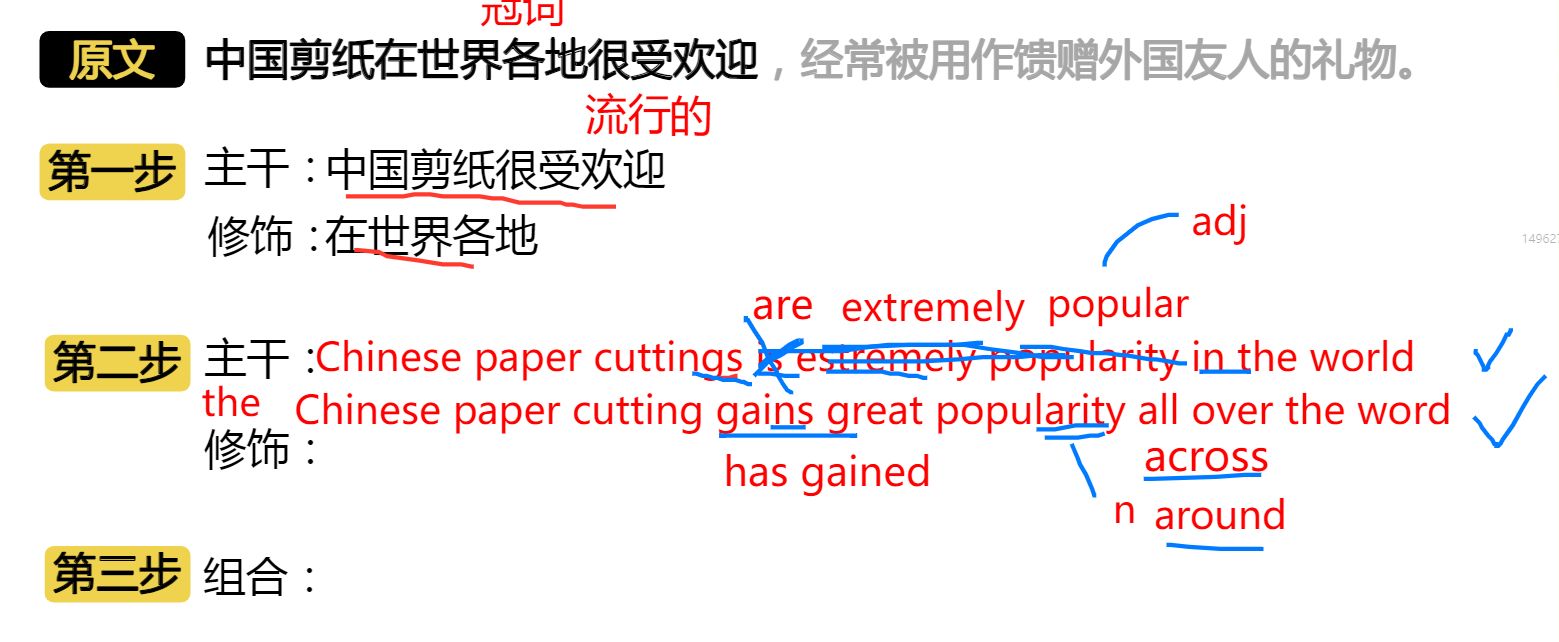 冠词
原文 中国剪纸在世界各地很受欢迎，经常被用作馈赠外国友人的礼物。
流行的
第一步 主干：中国剪纸很受欢迎
修饰：在世界各地
adj
are extremely popular
第二步 主干：Chinese paper cuttings is estremely popularity in the world
the Chinese paper cutting gains great popularity all over the word
修饰：
across
has gained
n around
第三步 组合：
14962